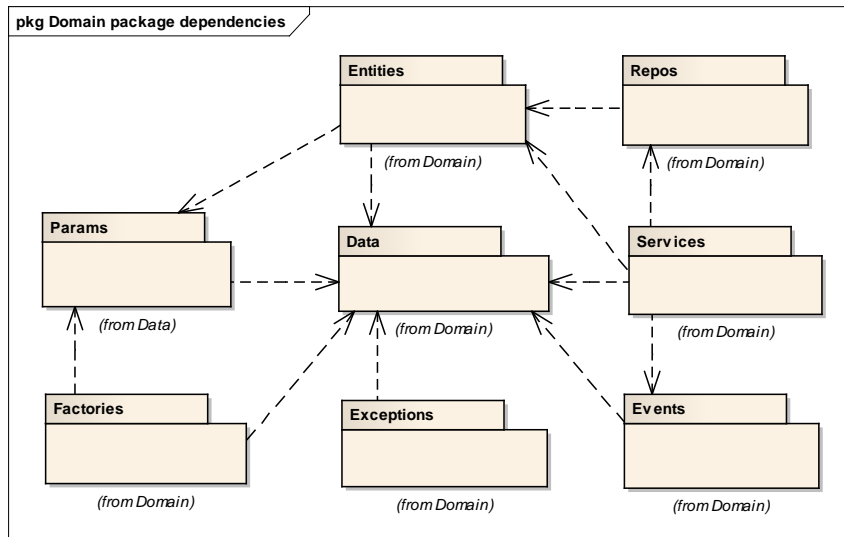 pkg Domain package dependencies
Entities
(from Domain)
Repos
(from Domain)
Params
(from Data)
Data
(from Domain)
Services
(from Domain)
Factories
(from Domain)
Exceptions
(from Domain)
Events
(from Domain)